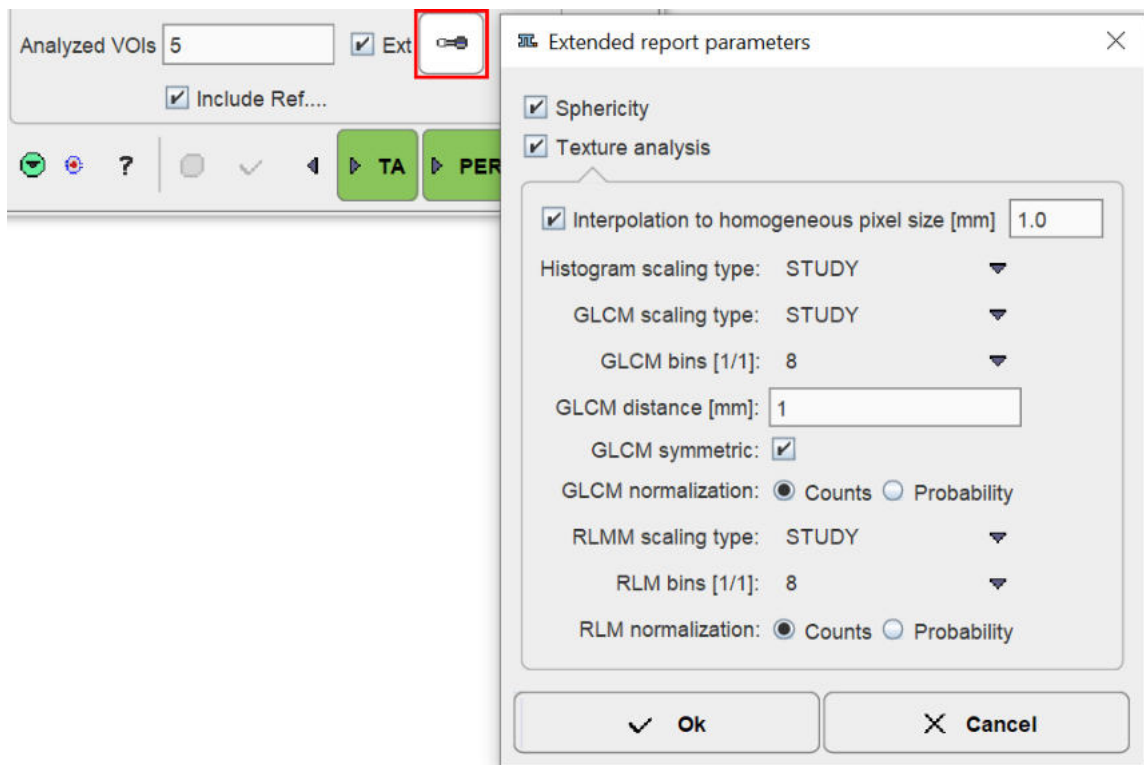 Analyzed VOIs 5 Ext
Include Ref....
? TA PER
Extended report parameters
Sphericity
Texture analysis
Interpolation to homogeneous pixel size [mm] 1.0
Histogram scaling type: STUDY
GLCM scaling type: STUDY
GLCM bins [1/1]: 8
GLCM distance [mm]: 1
GLCM symmetric:
GLCM normalization: Counts Probability
RLMM scaling type: STUDY
RLM bins [1/1]: 8
RLM normalization: Counts Probability
Ok Cancel